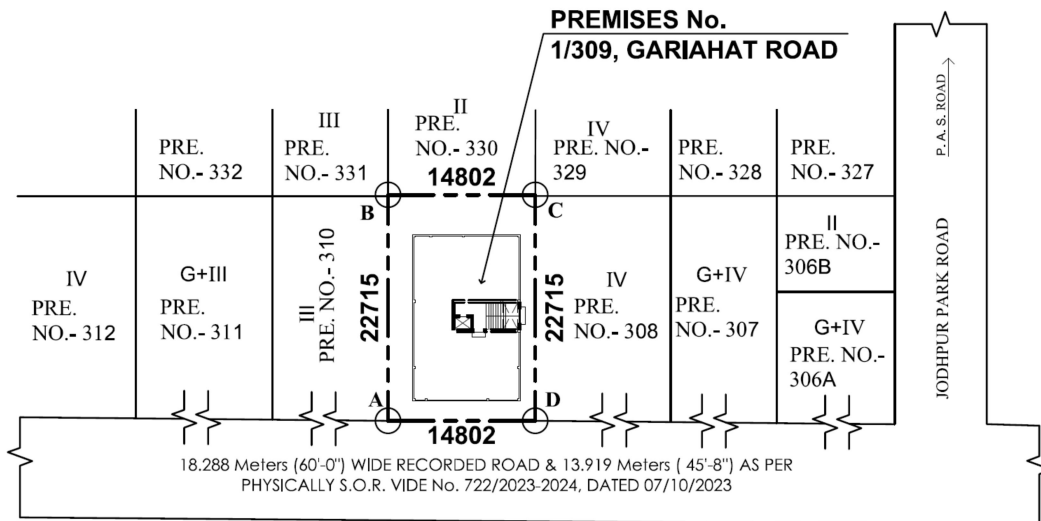 PREMISES No.
1/309, GARIAHAT ROAD
P. A. S. ROAD
PRE.
NO.- 332
III
PRE.
NO.- 331
II
PRE.
NO.- 330
IV
PRE. NO.-
329
PRE.
NO.- 328
PRE.
NO.- 327
14802
B
C
IV
PRE.
NO.- 312
G+III
PRE.
NO.- 311
III
PRE. NO.- 310
22715
22715
IV
PRE.
NO.- 308
G+IV
PRE.
NO.- 307
II
PRE. NO.-
306B
G+IV
PRE. NO.-
306A
JODHPUR PARK ROAD
A
D
14802
18.288 Meters (60'-0") WIDE RECORDED ROAD & 13.919 Meters ( 45'-8") AS PER
PHYSICALLY S.O.R. VIDE No. 722/2023-2024, DATED 07/10/2023